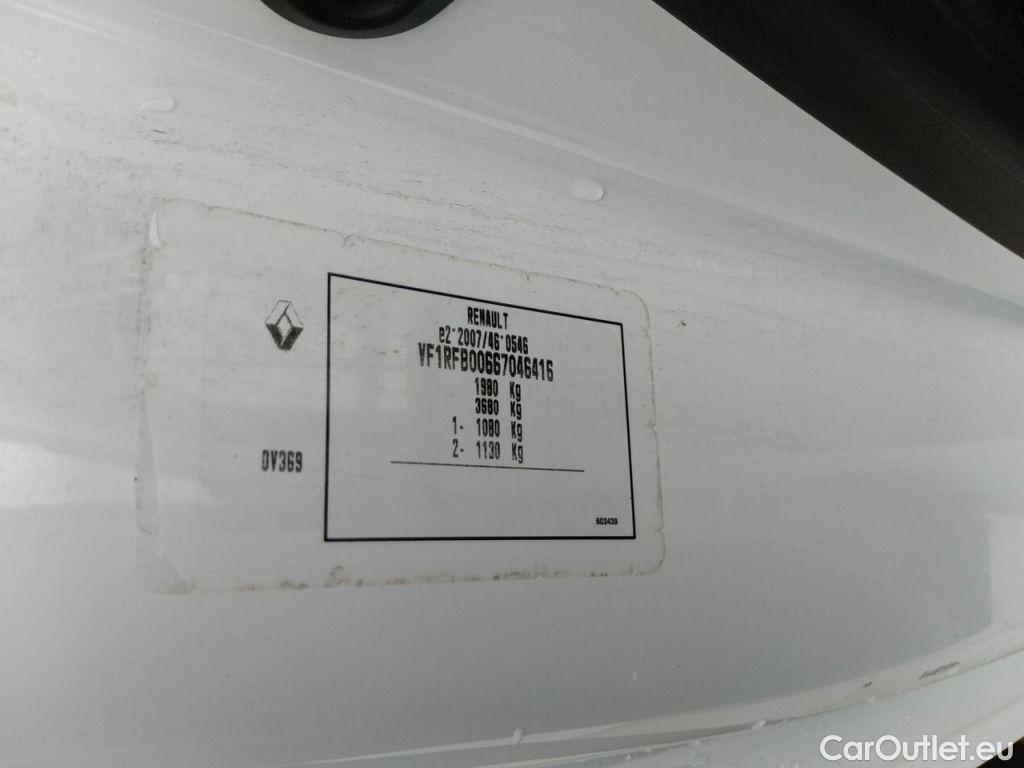 RENAULT
e2*2007/46*0546
VF1RFB00667046416
1980 Kg
3680 Kg
1- 1080 Kg
2- 1130 Kg
DV369
603439
CarOutlet.eu